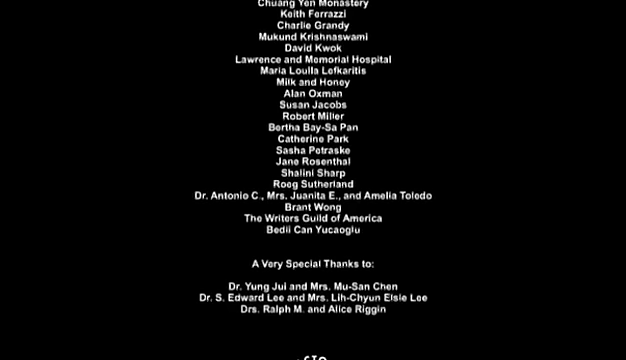 Chuang Yen Monastery
Keith Ferrazzi
Charlie Grandy
Mukund Krishnaswami
David Kwok
Lawrence and Memorial Hospital
Maria Loulla Lefkaritis
Milk and Honey
Alan Oxman
Susan Jacobs
Robert Miller
Bertha Bay-Sa Pan
Catherine Park
Sasha Petraske
Jane Rosenthal
Shalini Sharp
Roeg Sutherland
Dr. Antonio C., Mrs. Juanita E., and Amelia Toledo
Brant Wong
The Writers Guild of America
Bedii Can Yucaoglu
A Very Special Thanks to:
Dr. Yung Jui and Mrs. Mu-San Chen
Dr. S. Edward Lee and Mrs. Lih-Chyun Elsie Lee
Drs. Ralph M. and Alice Riggin